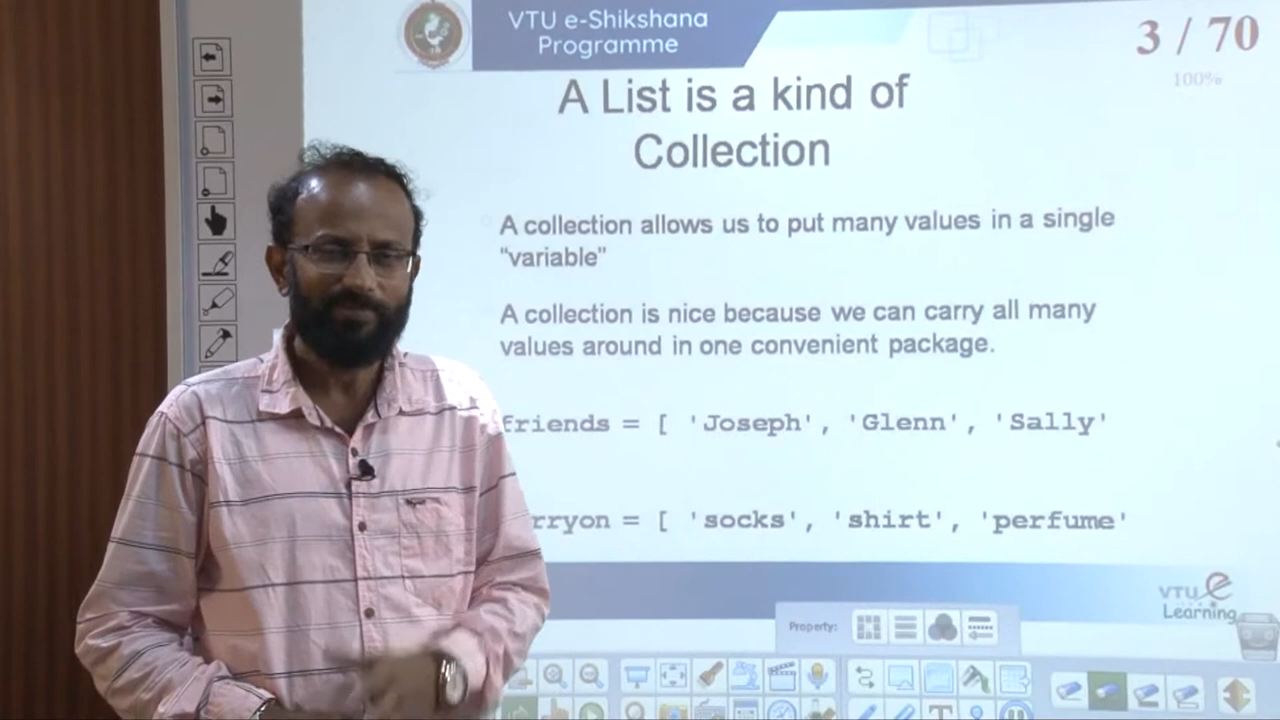 VTU e-Shikshana
Programme
3 / 70
100%
A List is a kind of
Collection
A collection allows us to put many values in a single
"variable"
A collection is nice because we can carry all many
values around in one convenient package.
friends = [ 'Joseph', 'Glenn', 'Sally'
rryon = [ 'socks', 'shirt', 'perfume'
VTU e
Learning
Property: